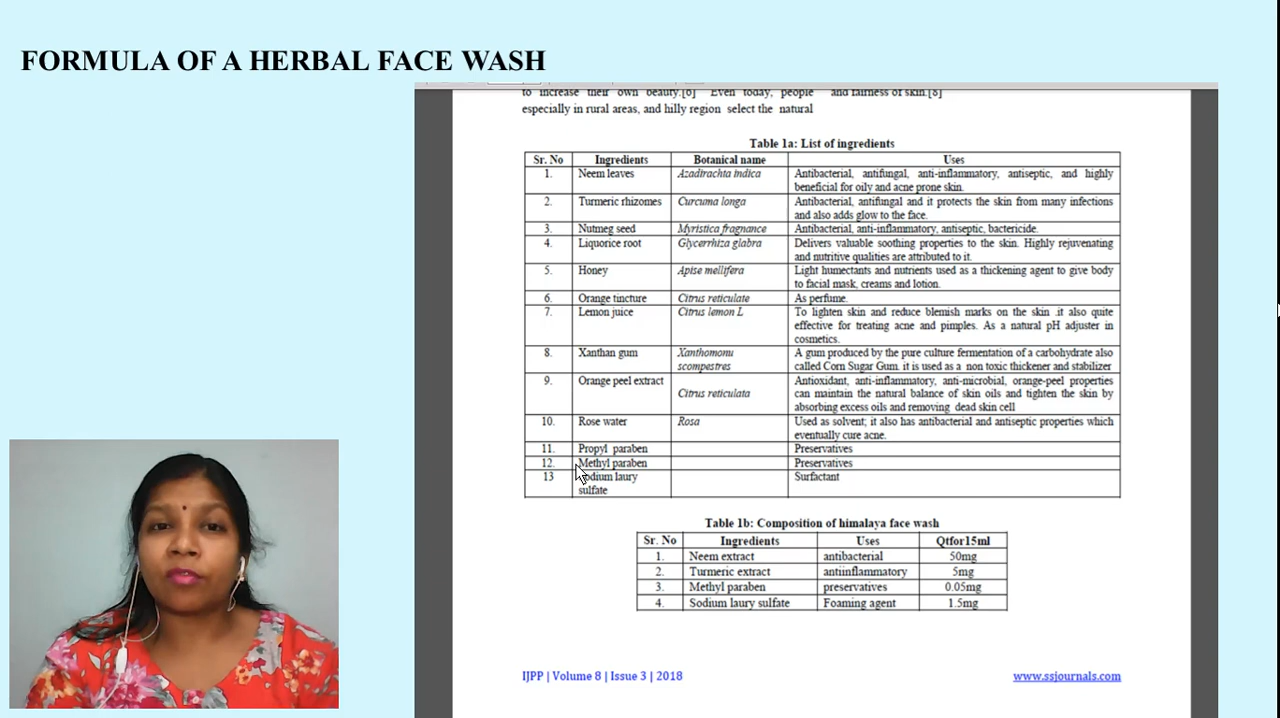 FORMULA OF A HERBAL FACE WASH
to increase their own beauty.[6] Even today, people and fairness of skin.[8]
especially in rural areas, and hilly region select the natural
Table 1a: List of ingredients
Sr. No Ingredients Botanical name Uses
1. Neem leaves Azadirachta indica Antibacterial, antifungal, anti-inflammatory, antiseptic, and highly
beneficial for oily and acne prone skin.
2. Turmeric rhizomes Curcuma longa Antibacterial, antifungal and it protects the skin from many infections
and also adds glow to the face.
3. Nutmeg seed Myristica fragnance Antibacterial, anti-inflammatory, antiseptic, bactericide.
4. Liquorice root Glycerrhiza glabra Delivers valuable soothing properties to the skin. Highly rejuvenating
and nutritive qualities are attributed to it.
5. Honey Apise mellifera Light humectants and nutrients used as a thickening agent to give body
to facial mask, creams and lotion.
6. Orange tincture Citrus reticulate As perfume.
7. Lemon juice Citrus lemon L To lighten skin and reduce blemish marks on the skin .it also quite
effective for treating acne and pimples. As a natural pH adjuster in
cosmetics.
8. Xanthan gum Xanthomonu A gum produced by the pure culture fermentation of a carbohydrate also
scompestres called Corn Sugar Gum. it is used as a non toxic thickener and stabilizer
9. Orange peel extract Antioxidant, anti-inflammatory, anti-microbial, orange-peel properties
Citrus reticulata can maintain the natural balance of skin oils and tighten the skin by
absorbing excess oils and removing dead skin cell
10. Rose water Rosa Used as solvent; it also has antibacterial and antiseptic properties which
eventually cure acne.
11. Propyl paraben Preservatives
12. Methyl paraben Preservatives
13 Sodium laury Surfactant
sulfate
Table 1b: Composition of himalaya face wash
Sr. No Ingredients Uses Qtfor15ml
1. Neem extract antibacterial 50mg
2. Turmeric extract antiinflammatory 5mg
3. Methyl paraben preservatives 0.05mg
4. Sodium laury sulfate Foaming agent 1.5mg
IJPP | Volume 8 | Issue 3 | 2018 www.ssjournals.com